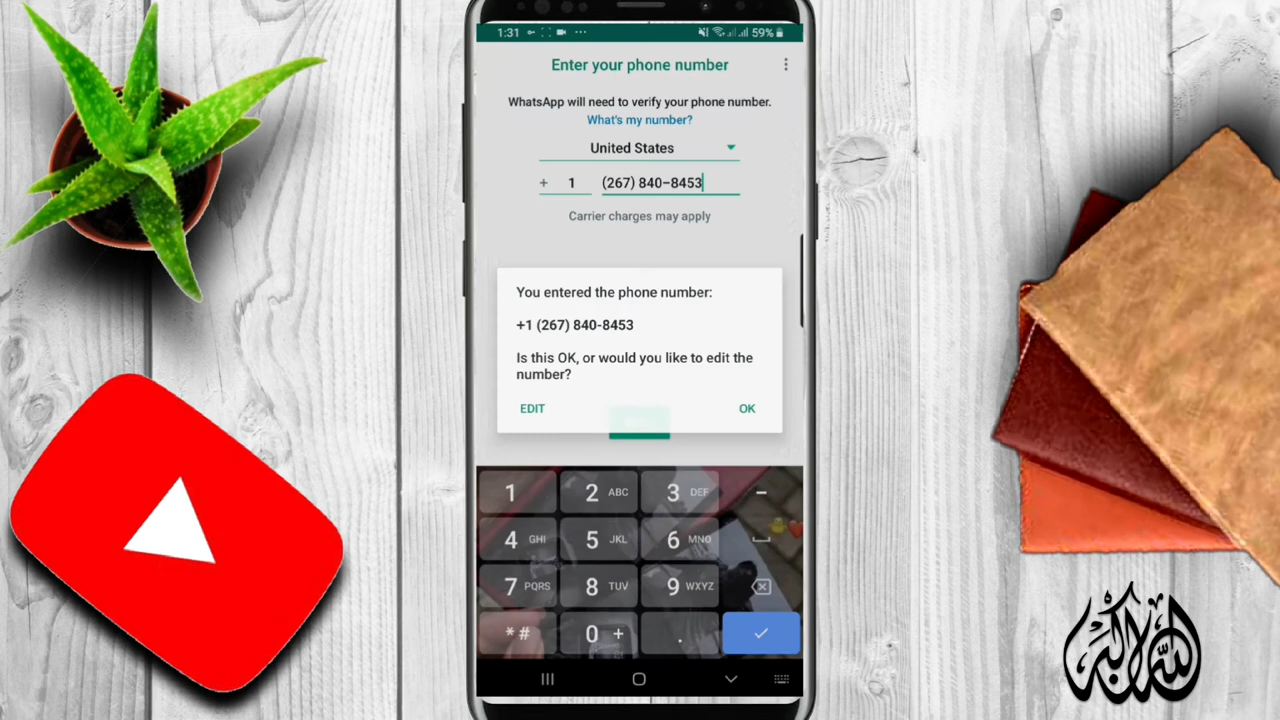 1:31
59%
Enter your phone number
WhatsApp will need to verify your phone number.
What's my number?
United States
+ 1 (267) 840-8453
Carrier charges may apply
You entered the phone number:
+1 (267) 840-8453
Is this OK, or would you like to edit the
number?
EDIT OK
1 2 ABC 3 DEF -
4 GHI 5 JKL 6 MNO
7 PQRS 8 TUV 9 WXYZ
*# 0 + .
الله أكبر